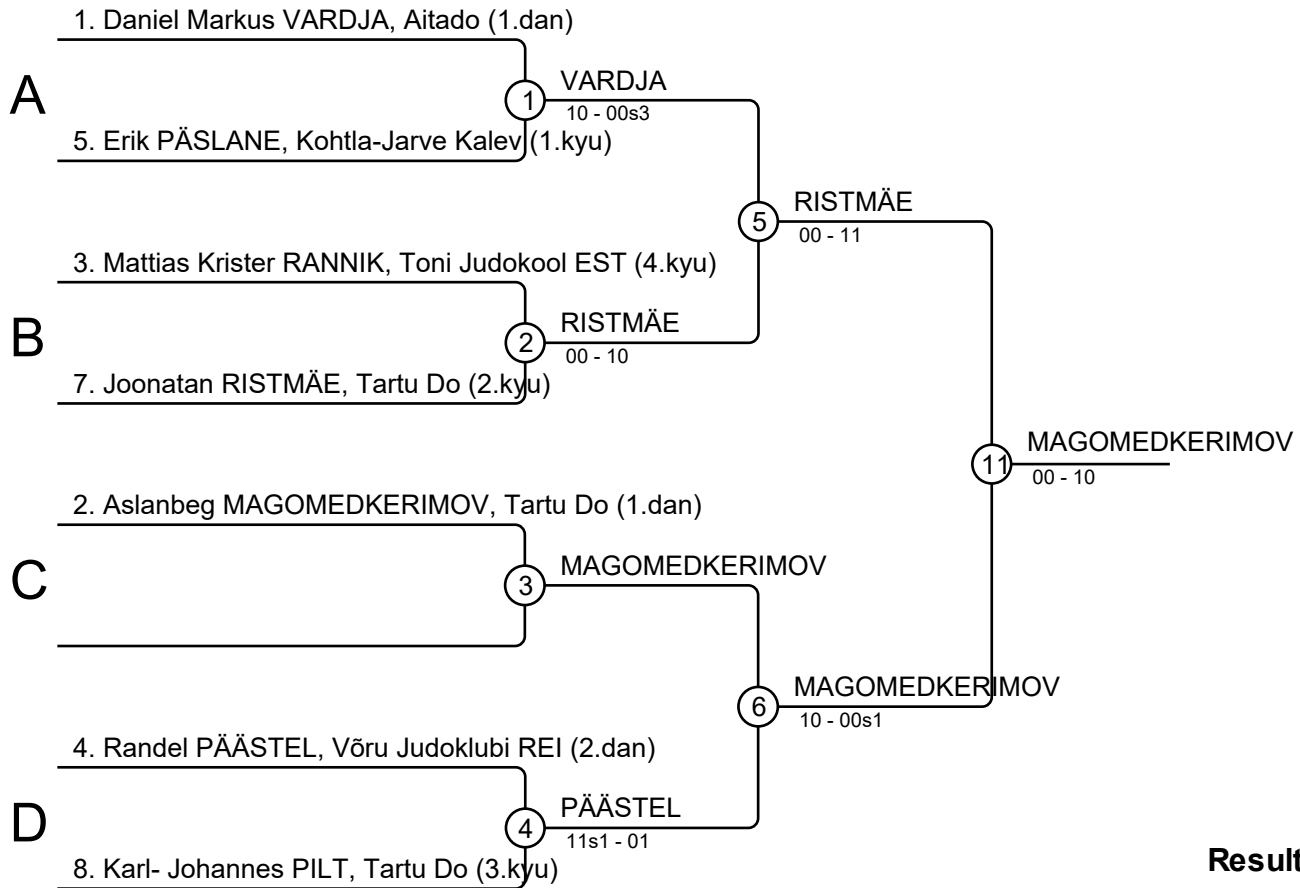 1. Daniel Markus VARDJA, Aitado (1.dan)
A
1 VARDJA
10 - 00s3
5. Erik PÄSLANE, Kohtla-Jarve Kalev (1.kyu)
5 RISTMÄE
00 - 11
3. Mattias Krister RANNIK, Toni Judokool EST (4.kyu)
B
2 RISTMÄE
00 - 10
7. Joonatan RISTMÄE, Tartu Do (2.kyu)
11 MAGOMEDKERIMOV
00 - 10
2. Aslanbeg MAGOMEDKERIMOV, Tartu Do (1.dan)
C
3 MAGOMEDKERIMOV
6 MAGOMEDKERIMOV
10 - 00s1
4. Randel PÄÄSTEL, Võru Judoklubi REI (2.dan)
D
4 PÄÄSTEL
11s1 - 01
8. Karl- Johannes PILT, Tartu Do (3.kyu)
Result